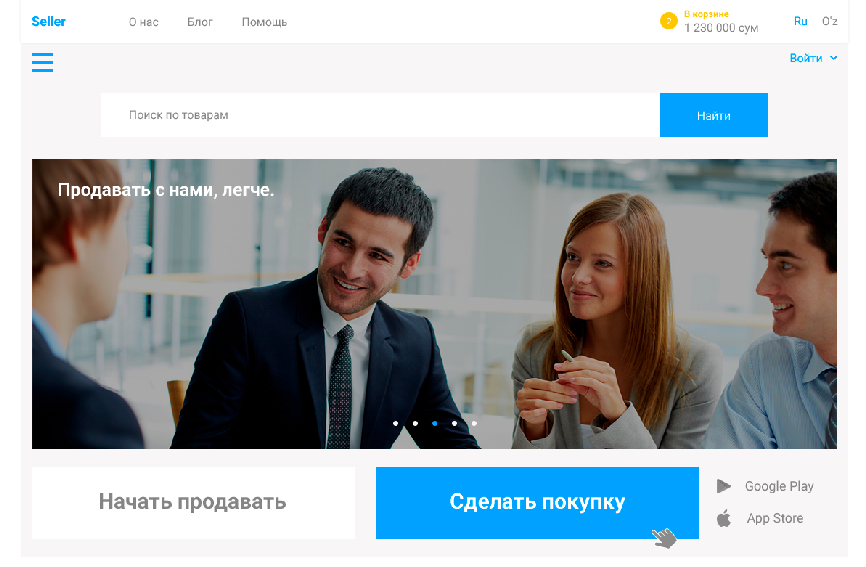 Seller О нас Блог Помощь 2 В корзине Ru O'z
1 230 000 сум
Войти
Поиск по товарам Найти
Продавать с нами, легче.
Начать продавать Сделать покупку Google Play
App Store